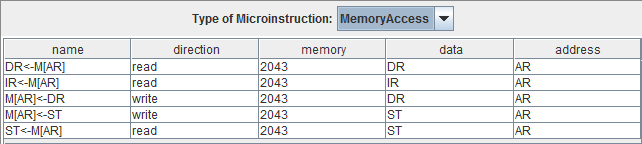 Type of Microinstruction: MemoryAccess
name direction memory data address
DR<-M[AR] read 2043 DR AR
IR<-M[AR] read 2043 IR AR
M[AR]<-DR write 2043 DR AR
M[AR]<-ST write 2043 ST AR
ST<-M[AR] read 2043 ST AR